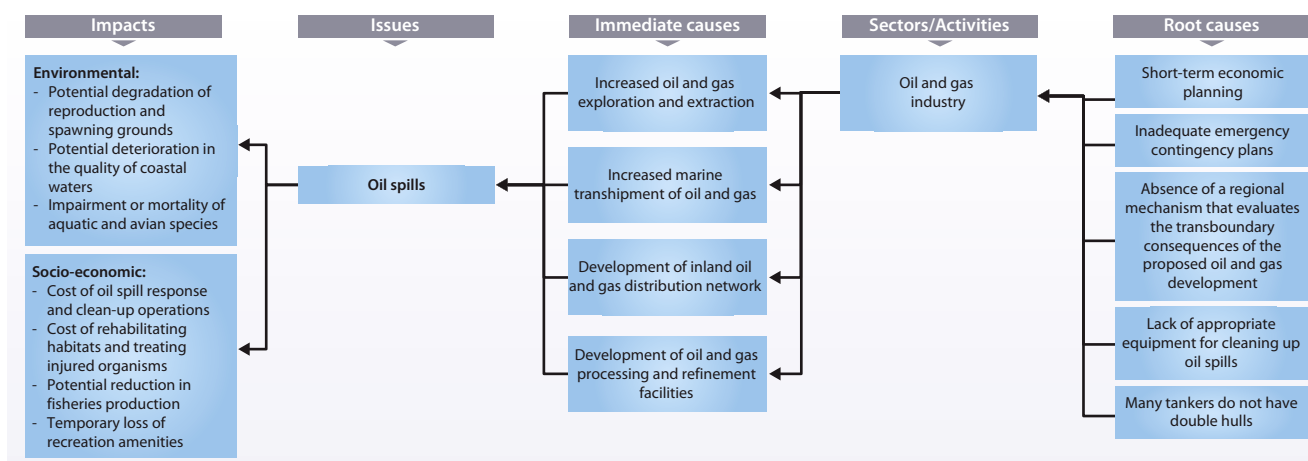 Impacts
Issues
Immediate causes
Sectors/Activities
Root causes
Environmental:
- Potential degradation of
reproduction and
spawning grounds
- Potential deterioration in
the quality of coastal
waters
- Impairment or mortality of
aquatic and avian species
Socio-economic:
- Cost of oil spill response
and clean-up operations
- Cost of rehabilitating
habitats and treating
injured organisms
- Potential reduction in
fisheries production
- Temporary loss of
recreation amenities
Oil spills
Increased oil and gas
exploration and extraction
Increased marine
transhipment of oil and gas
Development of inland oil
and gas distribution network
Development of oil and gas
processing and refinement
facilities
Oil and gas
industry
Short-term economic
planning
Inadequate emergency
contingency plans
Absence of a regional
mechanism that evaluates
the transboundary
consequences of the
proposed oil and gas
development
Lack of appropriate
equipment for cleaning up
oil spills
Many tankers do not have
double hulls